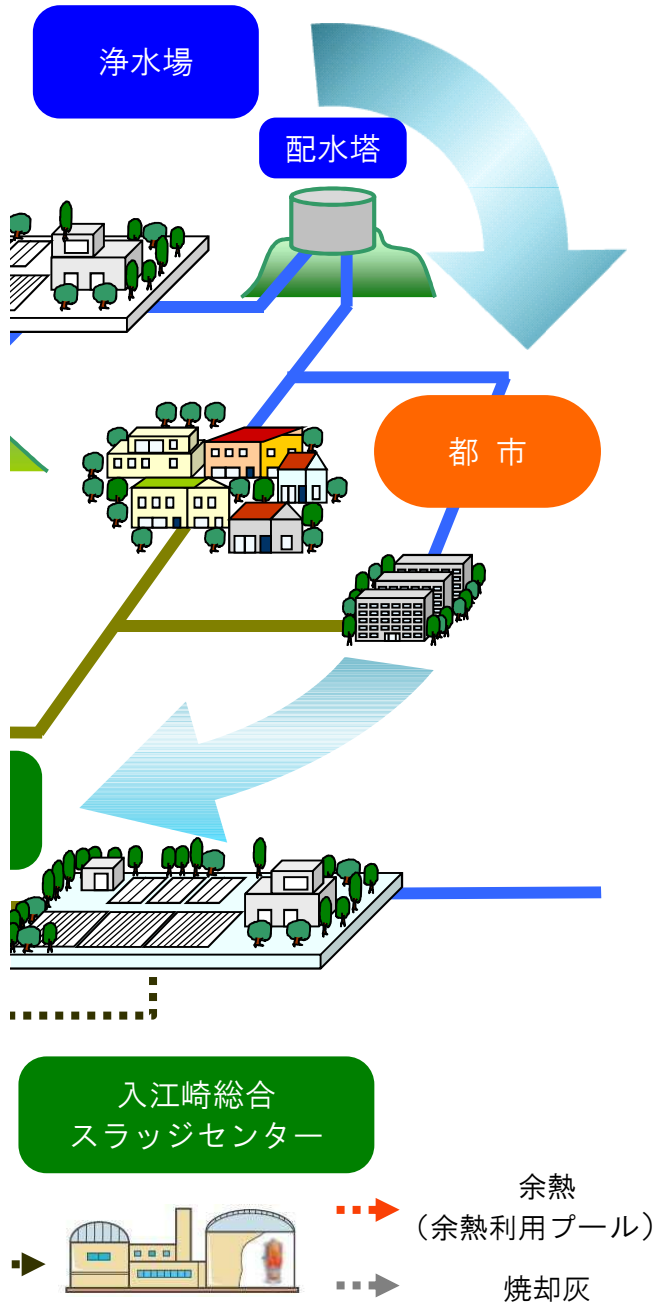 浄水場
配水塔
都 市
入江崎総合
スラッジセンター
余熱
（余熱利用プール）
焼却灰